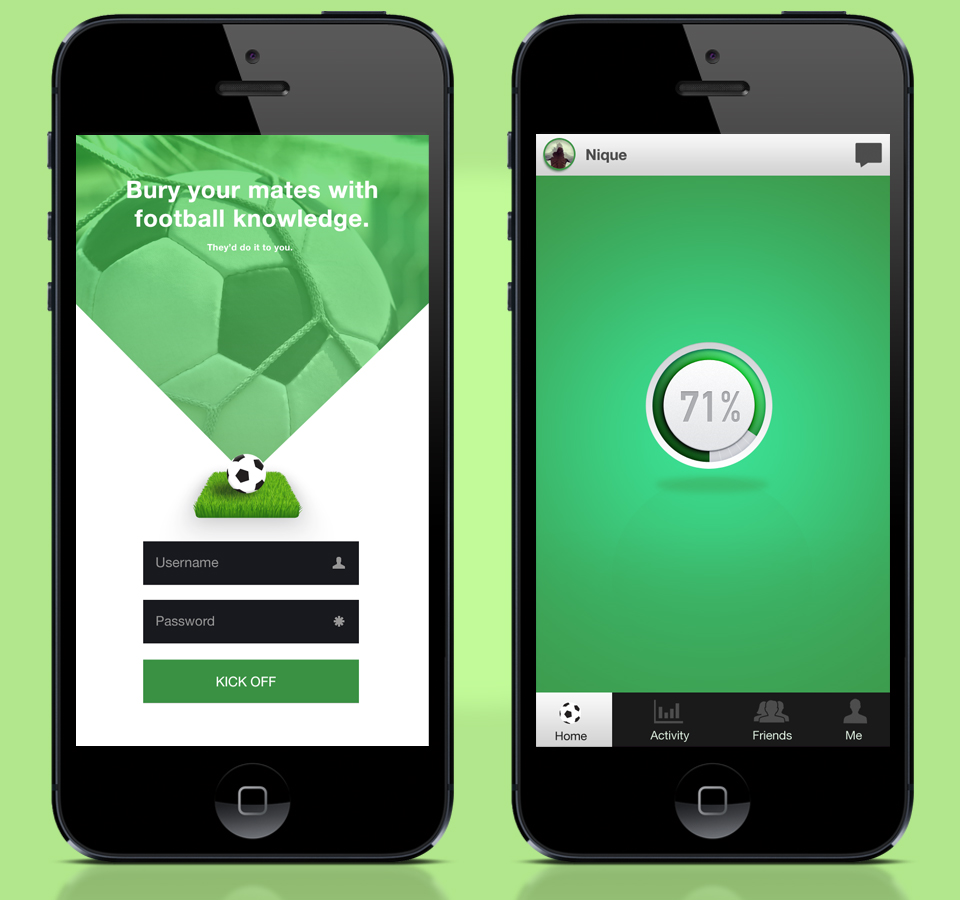 Bury your mates with
football knowledge.
They'd do it to you.
Username
Password
KICK OFF
Nique
71%
Home
Activity
Friends
Me